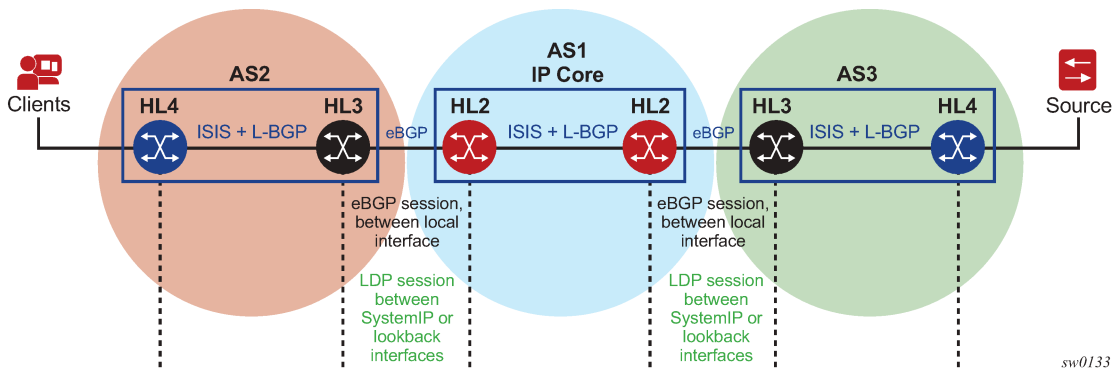 AS1
IP Core
AS2
AS3
Clients
Source
HL4
HL3
HL2
HL2
HL3
HL4
ISIS + L-BGP
eBGP
ISIS + L-BGP
eBGP
ISIS + L-BGP
eBGP session,
between local
interface
eBGP session,
between local
interface
LDP session
between
SystemIP or
lookback
interfaces
LDP session
between
SystemIP or
lookback
interfaces
sw0133